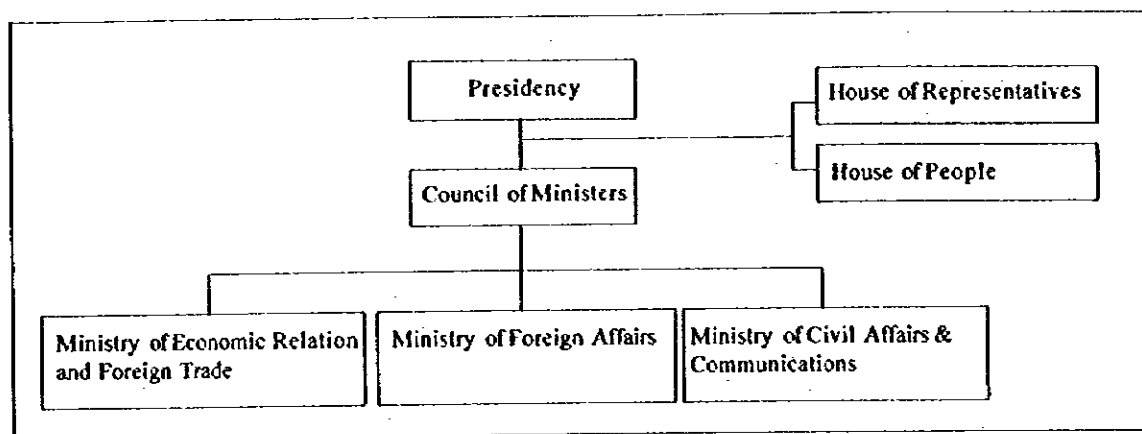 Presidency
House of Representatives
House of People
Council of Ministers
Ministry of Economic Relation
and Foreign Trade
Ministry of Foreign Affairs
Ministry of Civil Affairs &
Communications